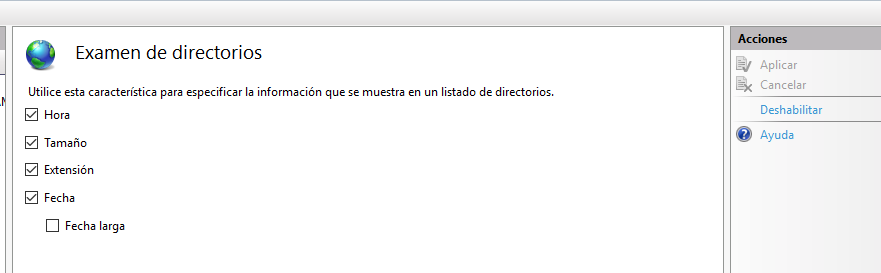 Examen de directorios
Utilice esta característica para especificar la información que se muestra en un listado de directorios.
Hora
Tamaño
Extensión
Fecha
Fecha larga
Acciones
Aplicar
Cancelar
Deshabilitar
Ayuda